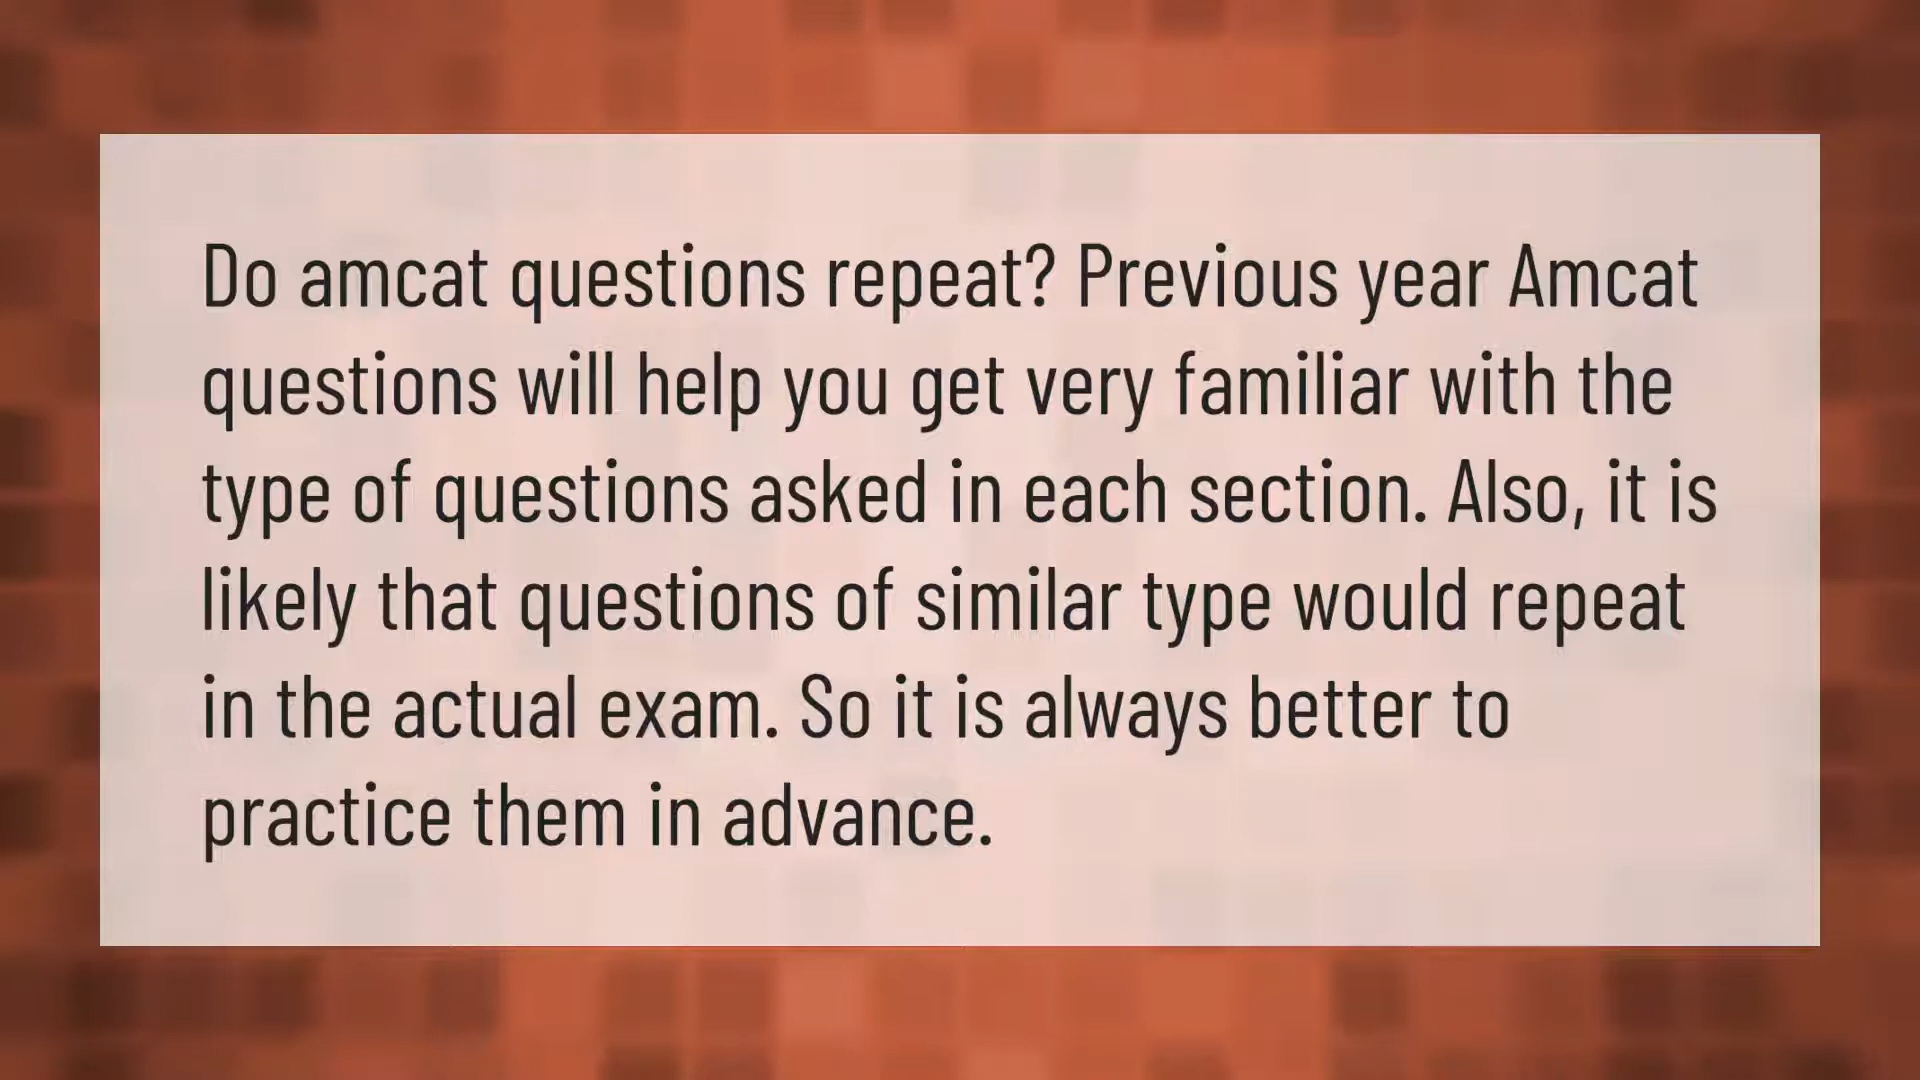 Do amcat questions repeat? Previous year Amcat
questions will help you get very familiar with the
type of questions asked in each section. Also, it is
likely that questions of similar type would repeat
in the actual exam. So it is always better to
practice them in advance.